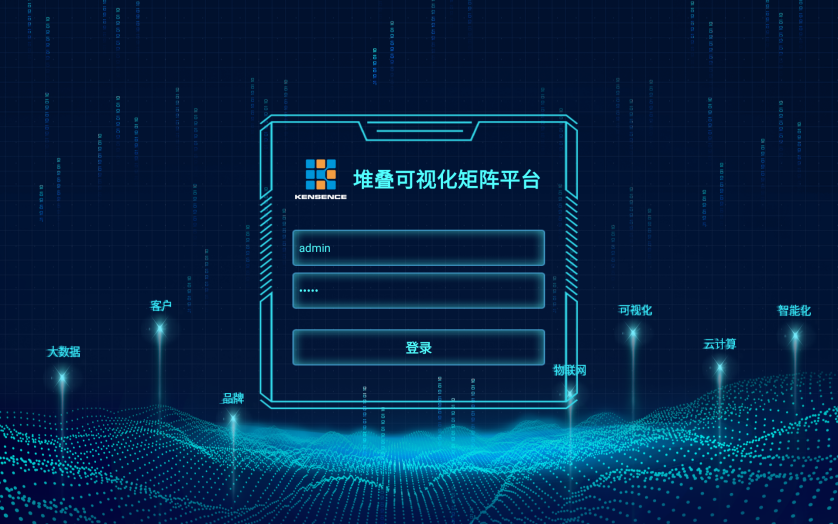 KENSENCE
堆叠可视化矩阵平台
admin
•••••
登录
客户
大数据
品牌
物联网
可视化
云计算
智能化